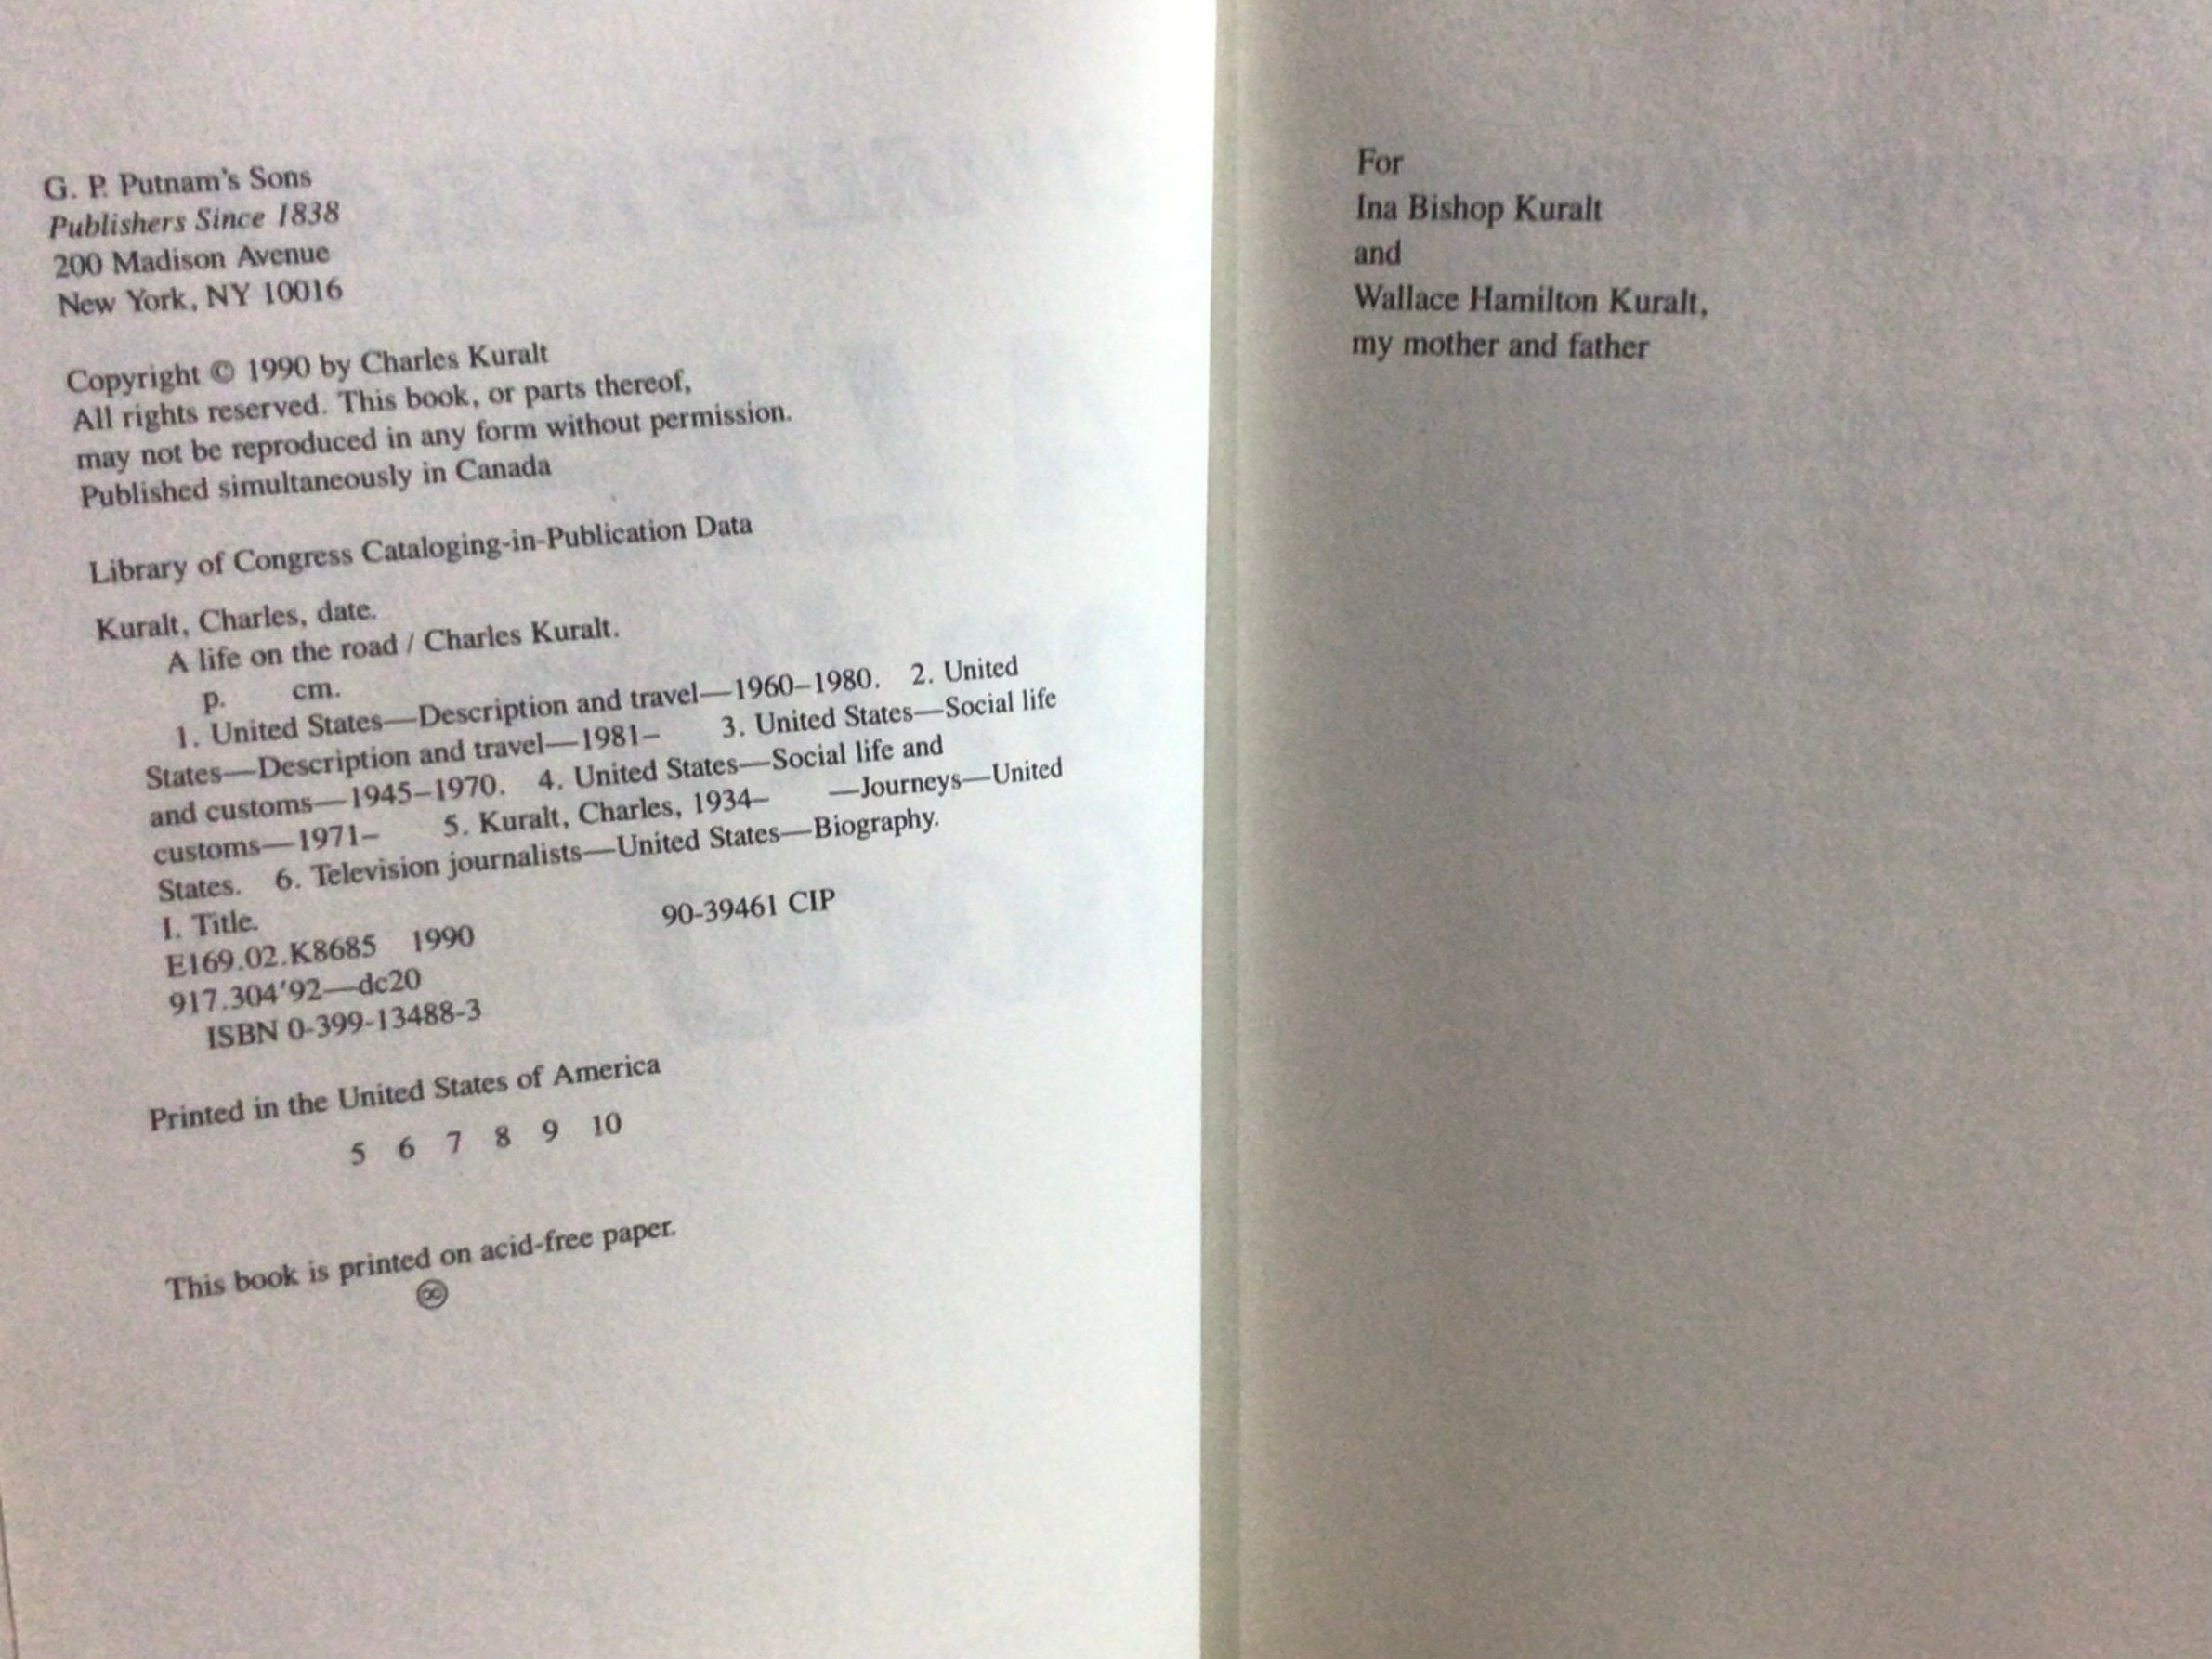 G. P. Putnam's Sons
Publishers Since 1838
200 Madison Avenue
New York, NY 10016
Copyright © 1990 by Charles Kuralt
All rights reserved. This book, or parts thereof,
may not be reproduced in any form without permission.
Published simultaneously in Canada
Library of Congress Cataloging-in-Publication Data
Kuralt, Charles, date.
A life on the road / Charles Kuralt.
p. cm.
1. United States—Description and travel—1960–1980. 2. United
States—Description and travel—1981– 3. United States—Social life
and customs—1945–1970. 4. United States—Social life and
customs—1971– 5. Kuralt, Charles, 1934– —Journeys—United
States. 6. Television journalists—United States—Biography.
I. Title.
E169.02.K8685 1990 90-39461 CIP
917.304'92—dc20
ISBN 0-399-13488-3
Printed in the United States of America
5 6 7 8 9 10
This book is printed on acid-free paper.
♾
For
Ina Bishop Kuralt
and
Wallace Hamilton Kuralt,
my mother and father